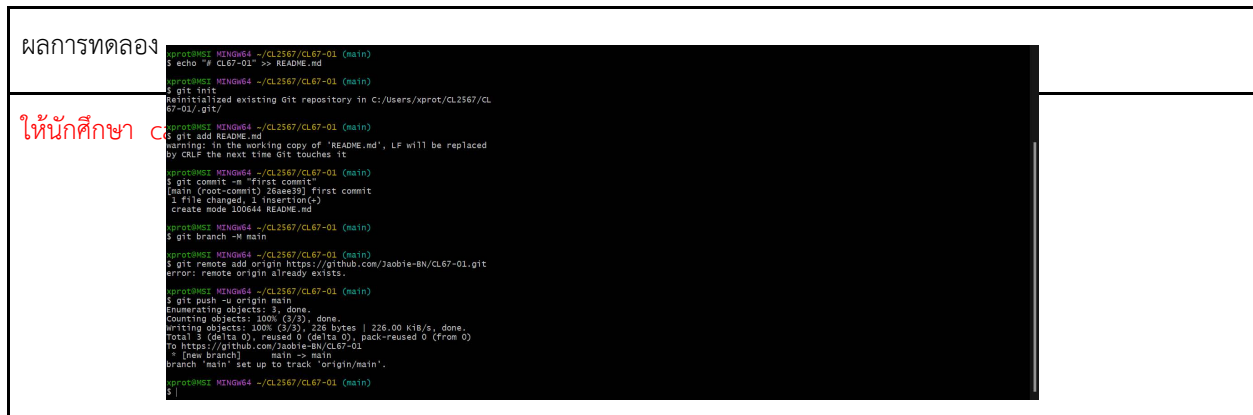 ผลการทดลอง
xprot@MSI MINGW64 ~/CL2567/CL67-01 (main)
$ echo "# CL67-01" >> README.md
xprot@MSI MINGW64 ~/CL2567/CL67-01 (main)
$ git init
Reinitialized existing Git repository in C:/Users/xprot/CL2567/CL
67-01/.git/
ให้นักศึกษา
xprot@MSI MINGW64 ~/CL2567/CL67-01 (main)
$ git add README.md
warning: in the working copy of 'README.md', LF will be replaced
by CRLF the next time Git touches it
xprot@MSI MINGW64 ~/CL2567/CL67-01 (main)
$ git commit -m "first commit"
[main (root-commit) 26aee39] first commit
1 file changed, 1 insertion(+)
create mode 100644 README.md
xprot@MSI MINGW64 ~/CL2567/CL67-01 (main)
$ git branch -M main
xprot@MSI MINGW64 ~/CL2567/CL67-01 (main)
$ git remote add origin https://github.com/Jaobie-BN/CL67-01.git
error: remote origin already exists.
xprot@MSI MINGW64 ~/CL2567/CL67-01 (main)
$ git push -u origin main
Enumerating objects: 3, done.
Counting objects: 100% (3/3), done.
Writing objects: 100% (3/3), 226 bytes | 226.00 KiB/s, done.
Total 3 (delta 0), reused 0 (delta 0), pack-reused 0 (from 0)
To https://github.com/Jaobie-BN/CL67-01
* [new branch] main -> main
branch 'main' set up to track 'origin/main'.
xprot@MSI MINGW64 ~/CL2567/CL67-01 (main)
$